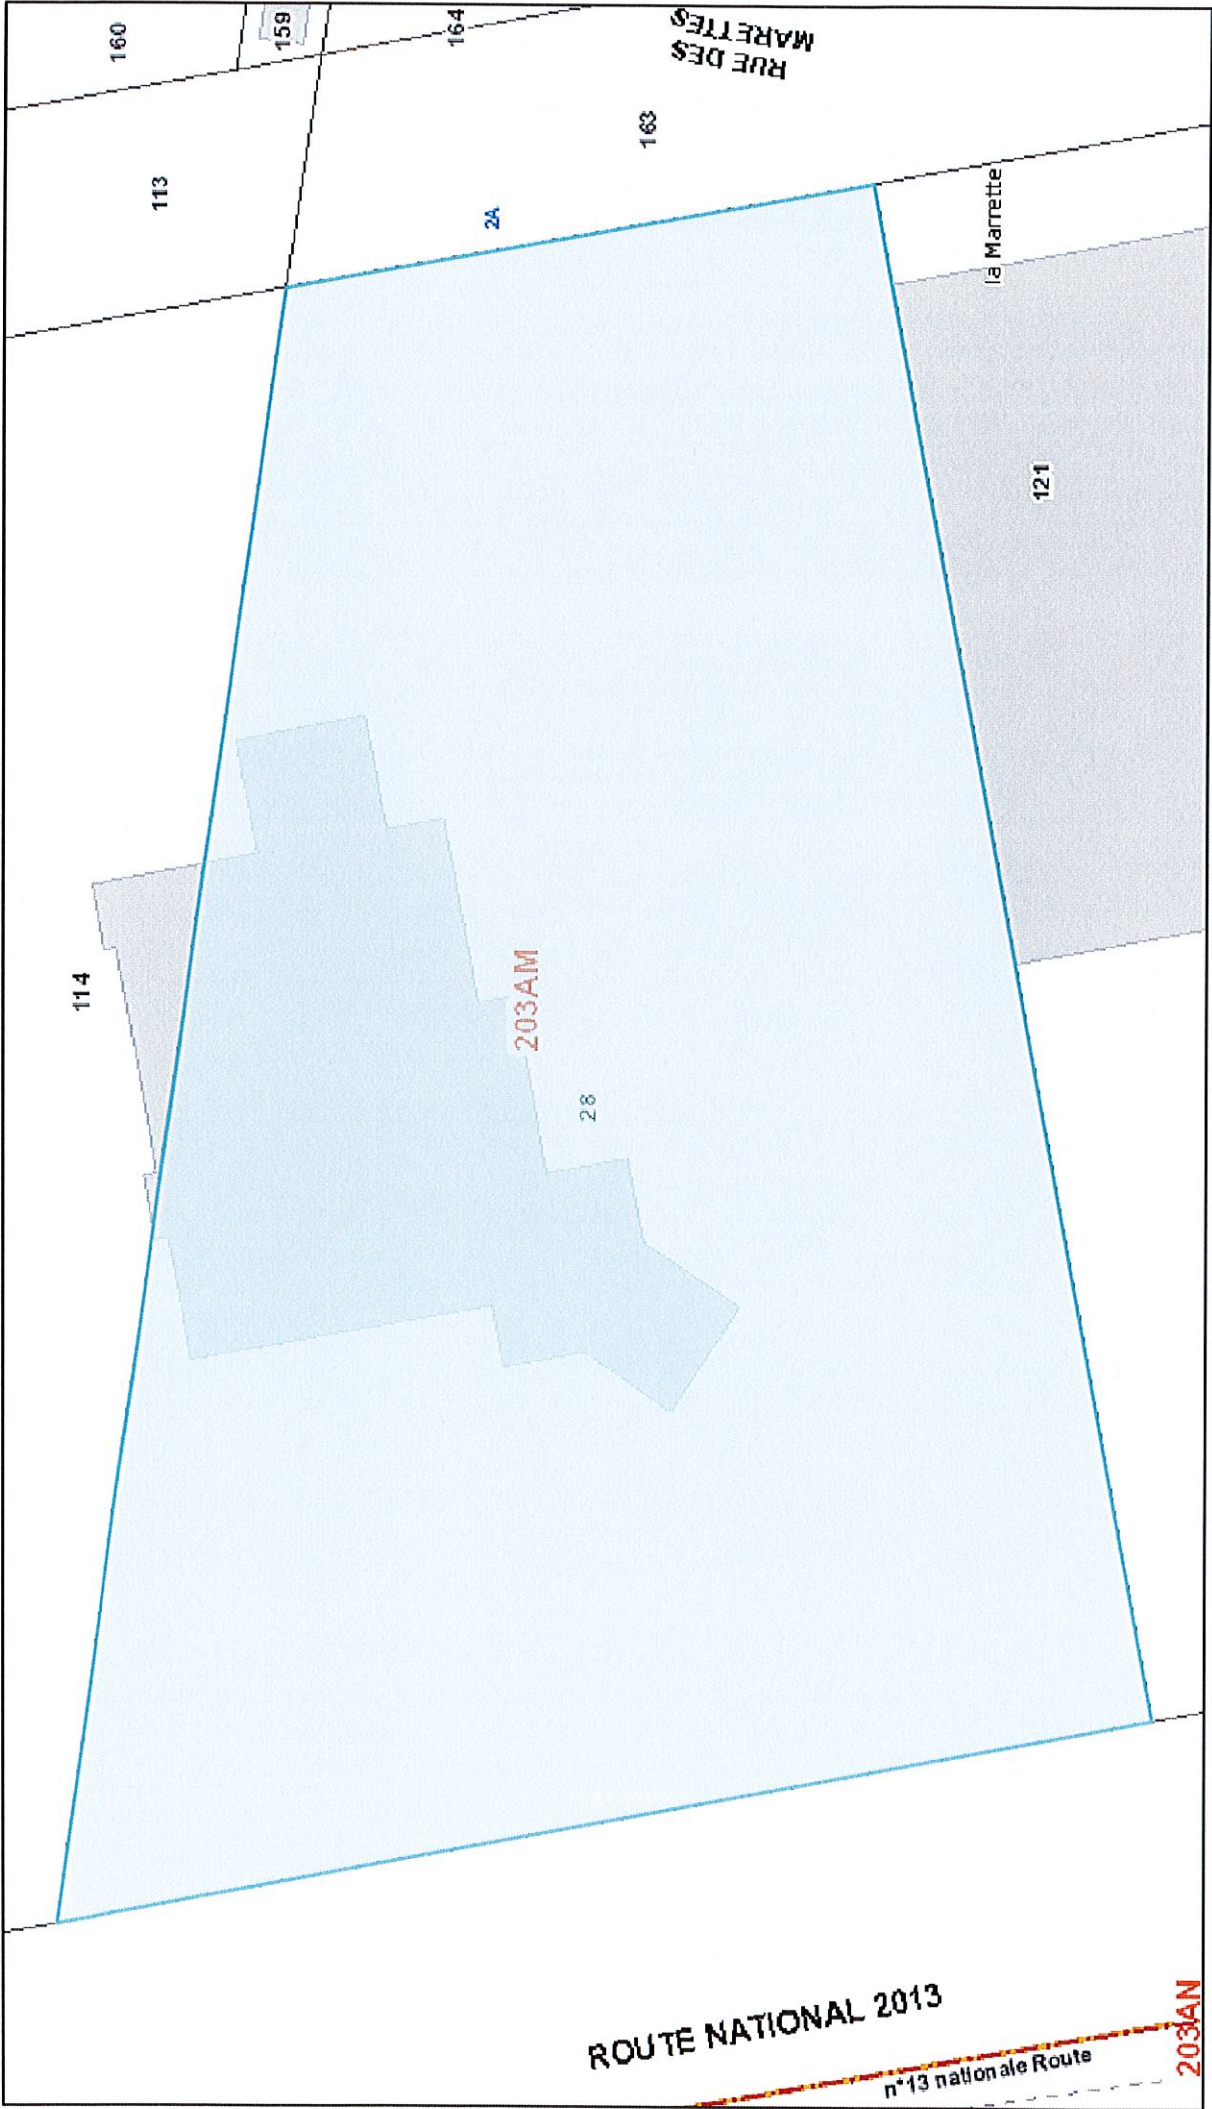 160
159
164
RUE DES
MARETTES
113
163
2A
la Marrette
121
114
203AM
28
ROUTE NATIONAL 2013
n°13 nationale Route
203AN